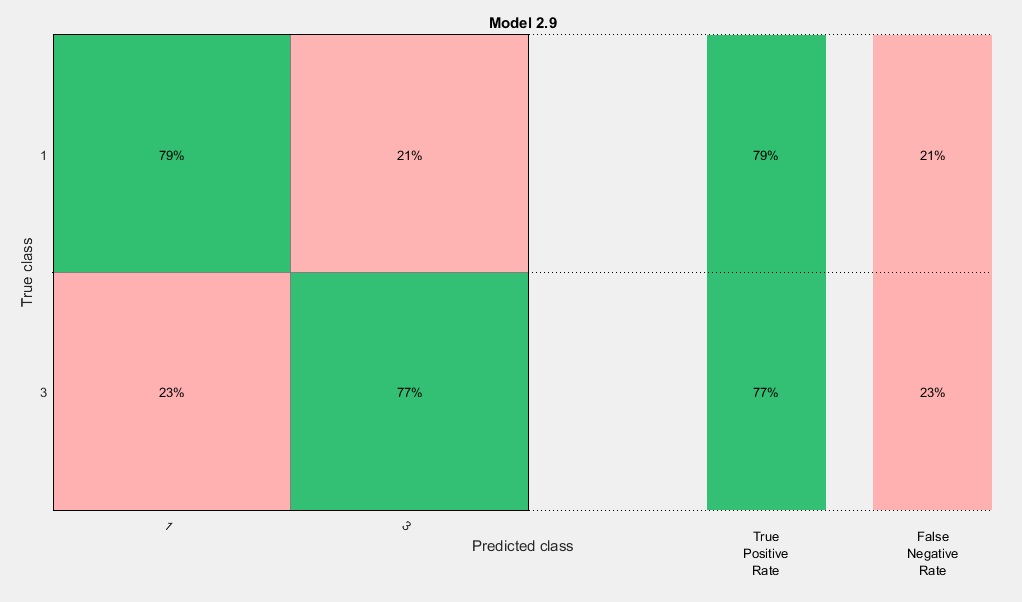 Model 2.9
1
79%
21%
79%
21%
True class
3
23%
77%
77%
23%
1
3
Predicted class
True
Positive
Rate
False
Negative
Rate